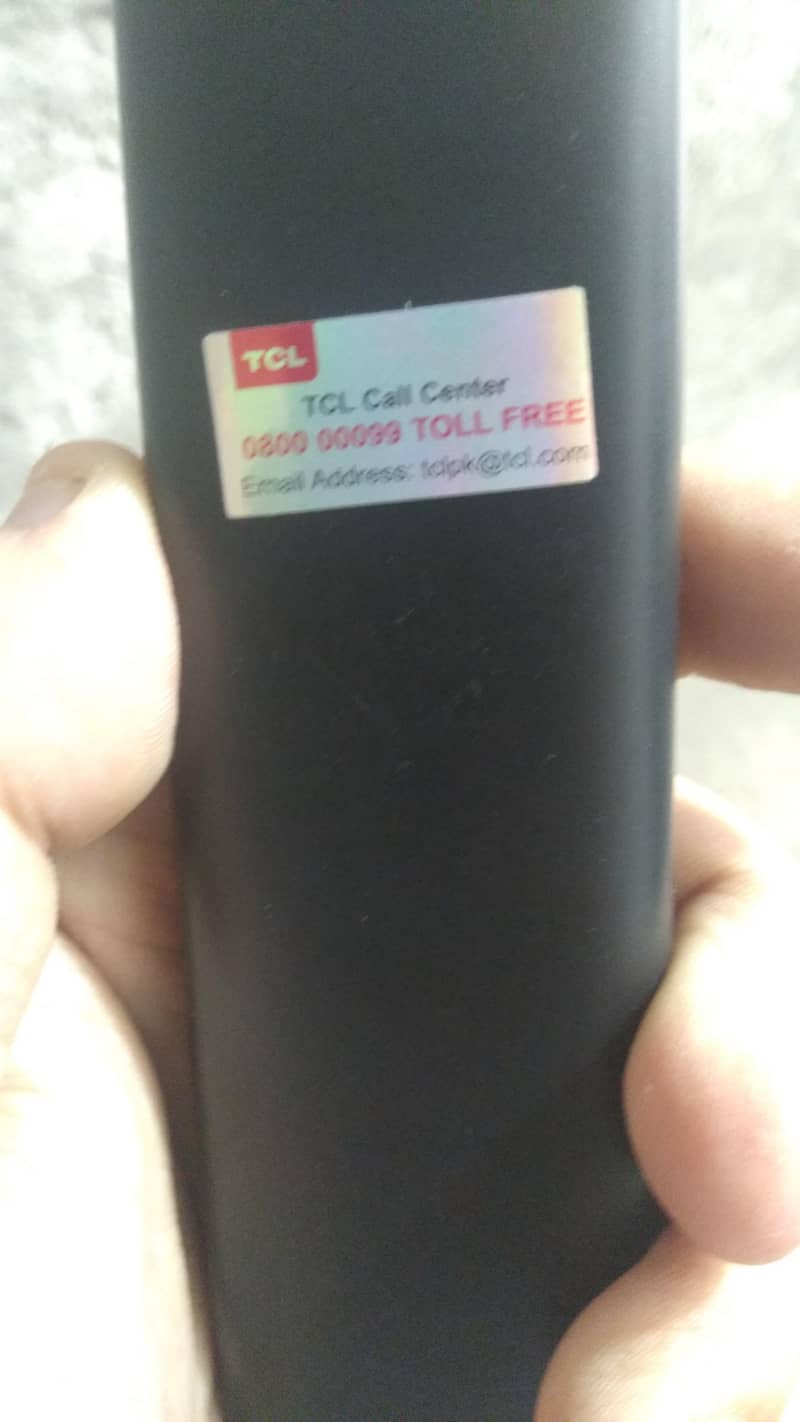 TCL
TCL Call Center
0800 00099 TOLL FREE
Email Address: tclpk@tcl.com